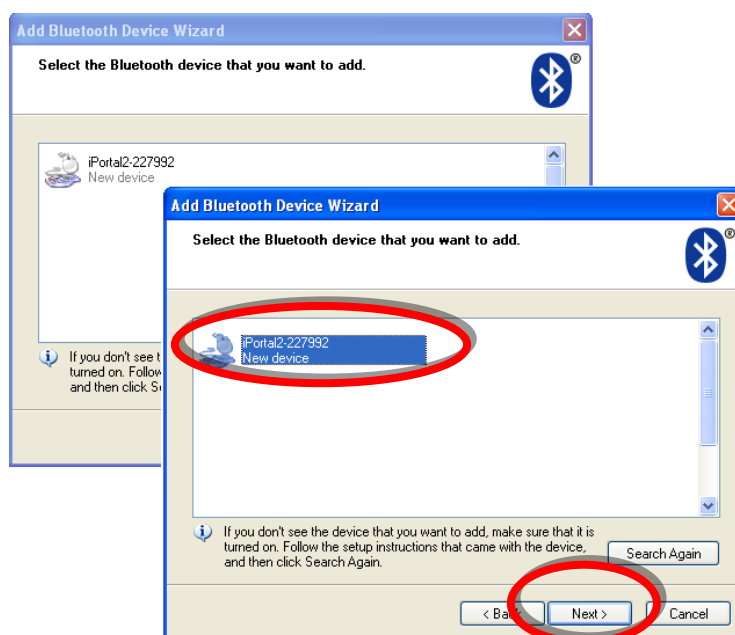 Add Bluetooth Device Wizard
Select the Bluetooth device that you want to add.
®
iPortal2-227992
New device
If you don't see t
turned on. Follow
and then click S
Add Bluetooth Device Wizard
Select the Bluetooth device that you want to add.
®
iPortal2-227992
New device
If you don't see the device that you want to add, make sure that it is
turned on. Follow the setup instructions that came with the device,
and then click Search Again.
Search Again
< Ba
Next >
Cancel